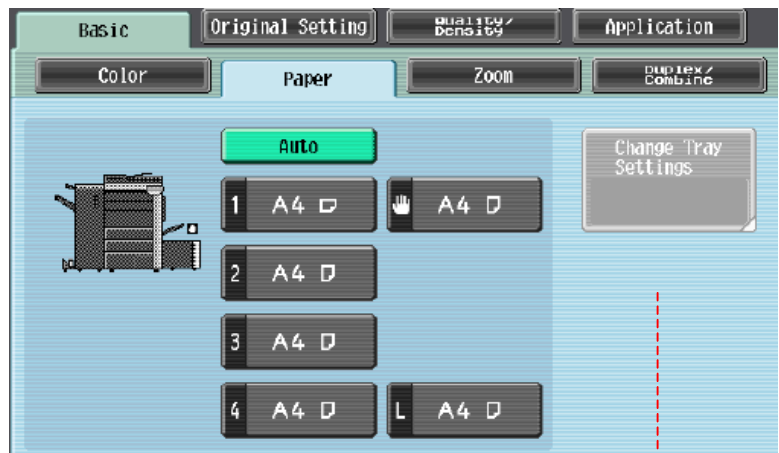 Basic Original Setting Quality/ Application
Density
Color Paper Zoom Duplex/
Combine
Auto
Change Tray
Settings
1 A4 A4
2 A4
3 A4
4 A4 L A4